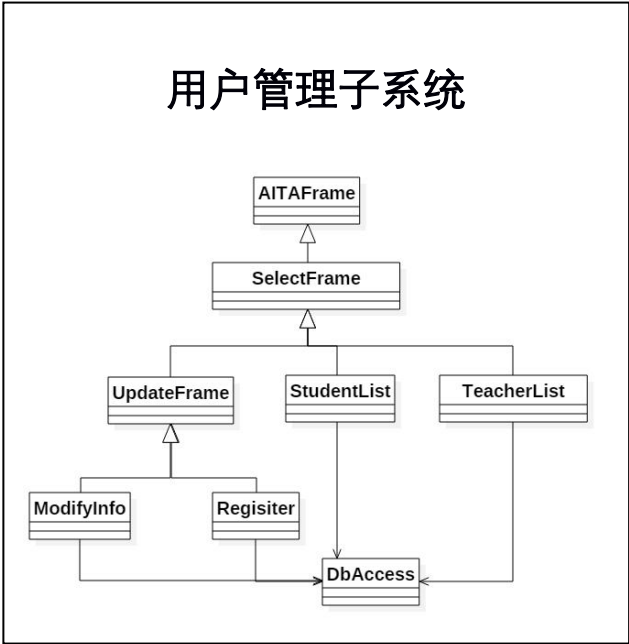 用户管理子系统
AITAFrame
SelectFrame
UpdateFrame
StudentList
TeacherList
ModifyInfo
Regisiter
DbAccess